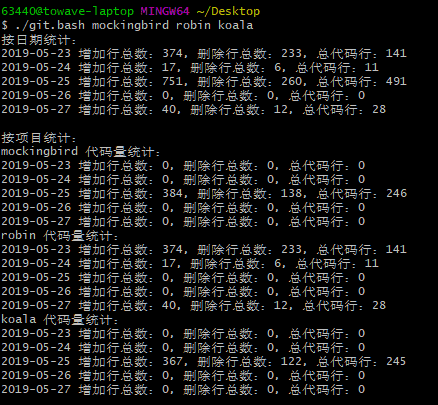 63440@towave-laptop MINGW64 ~/Desktop
$ ./git.bash mockingbird robin koala
按日期统计:
2019-05-23 增加行总数: 374, 删除行总数: 233, 总代码行: 141
2019-05-24 增加行总数: 17, 删除行总数: 6, 总代码行: 11
2019-05-25 增加行总数: 751, 删除行总数: 260, 总代码行: 491
2019-05-26 增加行总数: 0, 删除行总数: 0, 总代码行: 0
2019-05-27 增加行总数: 40, 删除行总数: 12, 总代码行: 28

按项目统计:
mockingbird 代码量统计:
2019-05-23 增加行总数: 0, 删除行总数: 0, 总代码行: 0
2019-05-24 增加行总数: 0, 删除行总数: 0, 总代码行: 0
2019-05-25 增加行总数: 384, 删除行总数: 138, 总代码行: 246
2019-05-26 增加行总数: 0, 删除行总数: 0, 总代码行: 0
2019-05-27 增加行总数: 0, 删除行总数: 0, 总代码行: 0
robin 代码量统计:
2019-05-23 增加行总数: 374, 删除行总数: 233, 总代码行: 141
2019-05-24 增加行总数: 17, 删除行总数: 6, 总代码行: 11
2019-05-25 增加行总数: 0, 删除行总数: 0, 总代码行: 0
2019-05-26 增加行总数: 0, 删除行总数: 0, 总代码行: 0
2019-05-27 增加行总数: 40, 删除行总数: 12, 总代码行: 28
koala 代码量统计:
2019-05-23 增加行总数: 0, 删除行总数: 0, 总代码行: 0
2019-05-24 增加行总数: 0, 删除行总数: 0, 总代码行: 0
2019-05-25 增加行总数: 367, 删除行总数: 122, 总代码行: 245
2019-05-26 增加行总数: 0, 删除行总数: 0, 总代码行: 0
2019-05-27 增加行总数: 0, 删除行总数: 0, 总代码行: 0